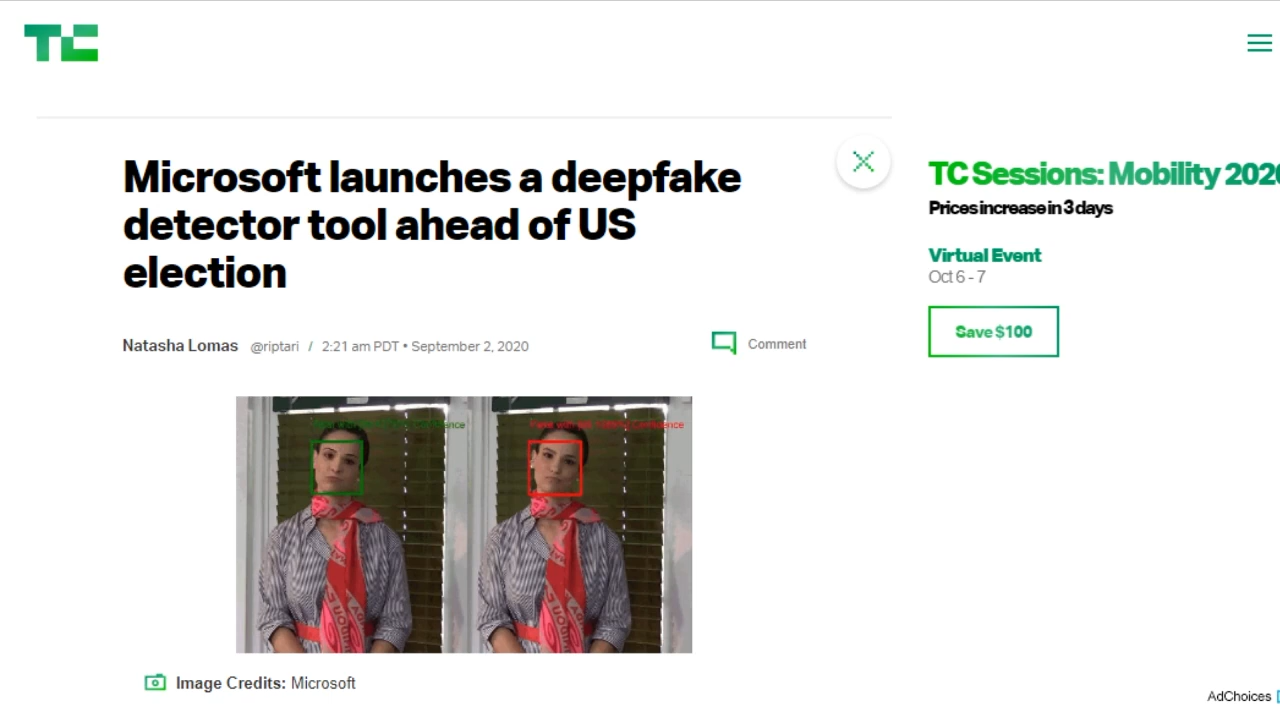 TC
Microsoft launches a deepfake
detector tool ahead of US
election
Natasha Lomas @riptari / 2:21 am PDT • September 2, 2020
Comment
Image Credits: Microsoft
TC Sessions: Mobility 2020
Prices increase in 3 days
Virtual Event
Oct 6 - 7
Save $100
AdChoices